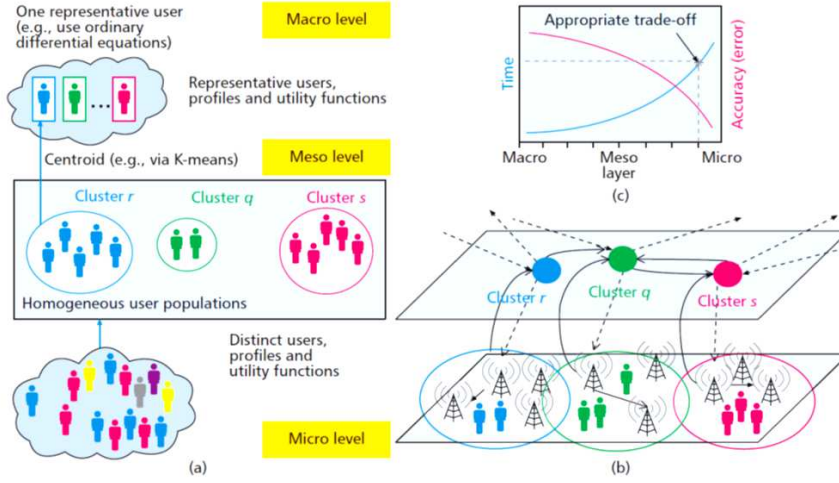 One representative user
(e.g., use ordinary
differential equations)
Macro level
Representative users,
profiles and utility functions
Centroid (e.g., via K-means)
Meso level
Cluster r
Cluster q
Cluster s
Homogeneous user populations
Distinct users,
profiles and
utility functions
Micro level
(a)
Appropriate trade-off
Time
Accuracy (error)
Macro
Meso
layer
Micro
(c)
Cluster r
Cluster q
Cluster s
(b)